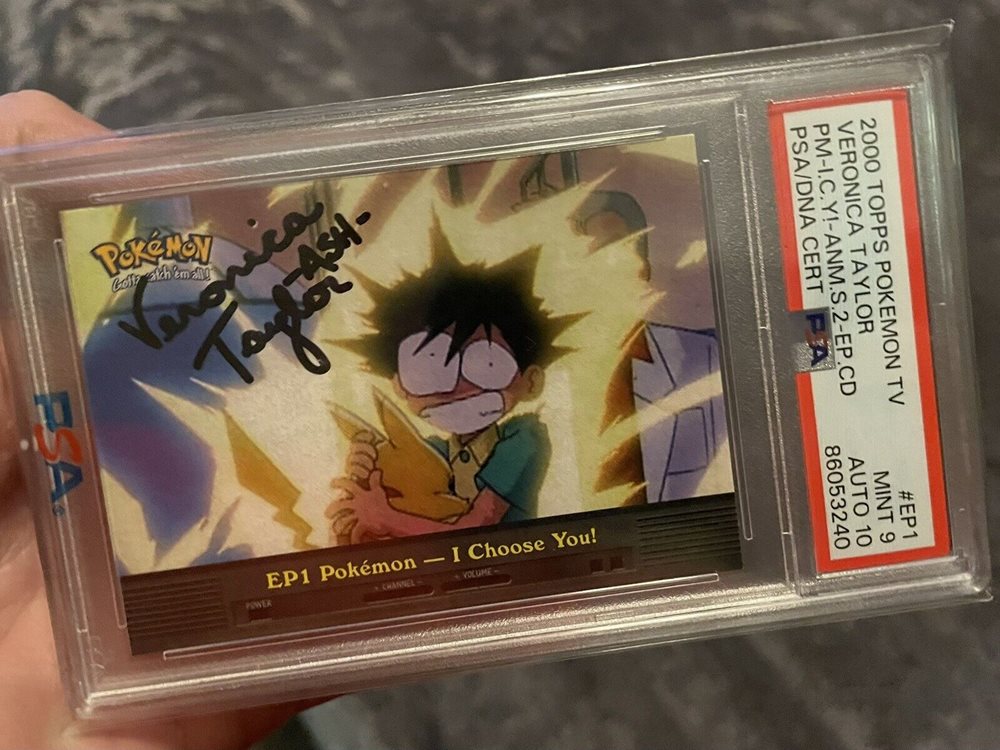 POKéMON
Gotta catch 'em all!
Veronica
Taylor -ASH-
EP1 Pokémon — I Choose You!
POWER
- CHANNEL -
- VOLUME -
PSA
2000 TOPPS POKEMON TV #EP1
VERONICA TAYLOR MINT 9
PM-I.C.Y!-ANM.S.2-EP.CD AUTO 10
PSA/DNA CERT 86053240
PSA